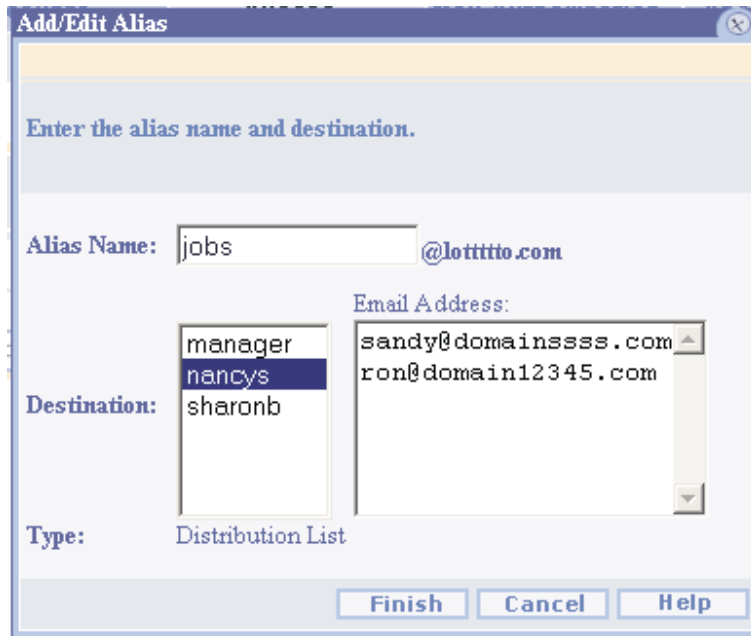 Add/Edit Alias
Enter the alias name and destination.
Alias Name: jobs @lottttto.com
Email Address:
Destination:
manager
nancys
sharonb
sandy@domainssss.com
ron@domain12345.com
Type: Distribution List
Finish Cancel Help